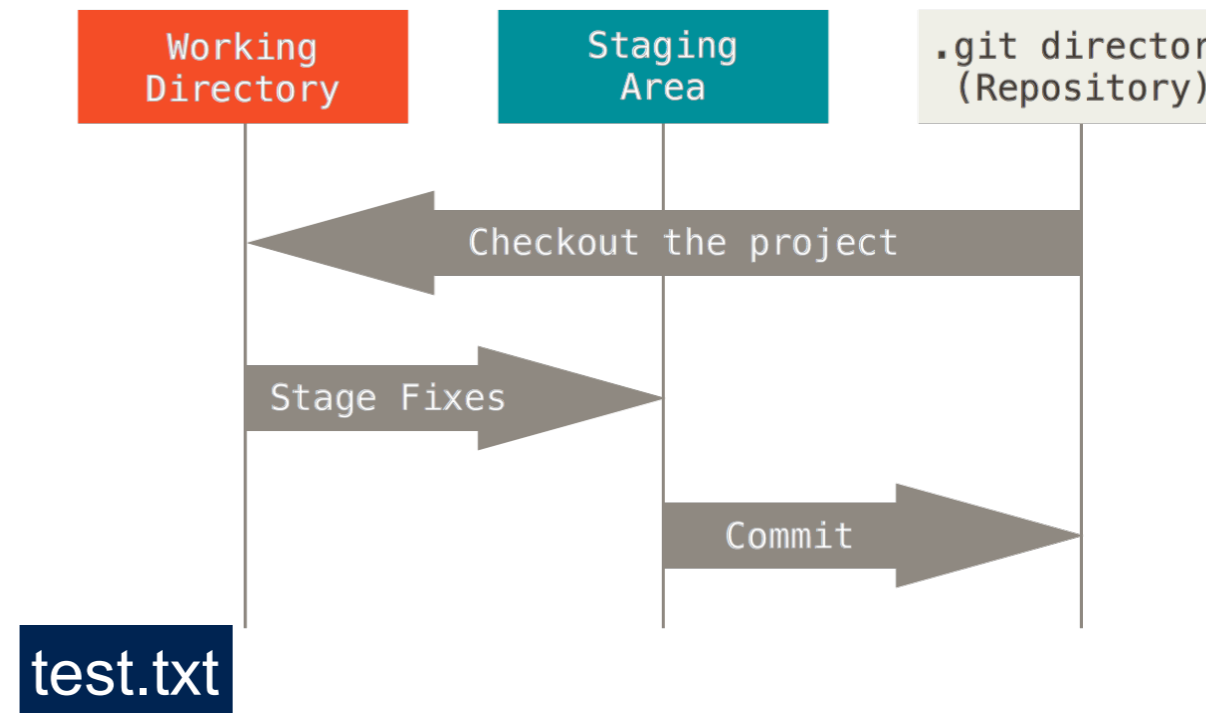 Working
Directory
Staging
Area
.git director
(Repository)
Checkout the project
Stage Fixes
Commit
test.txt